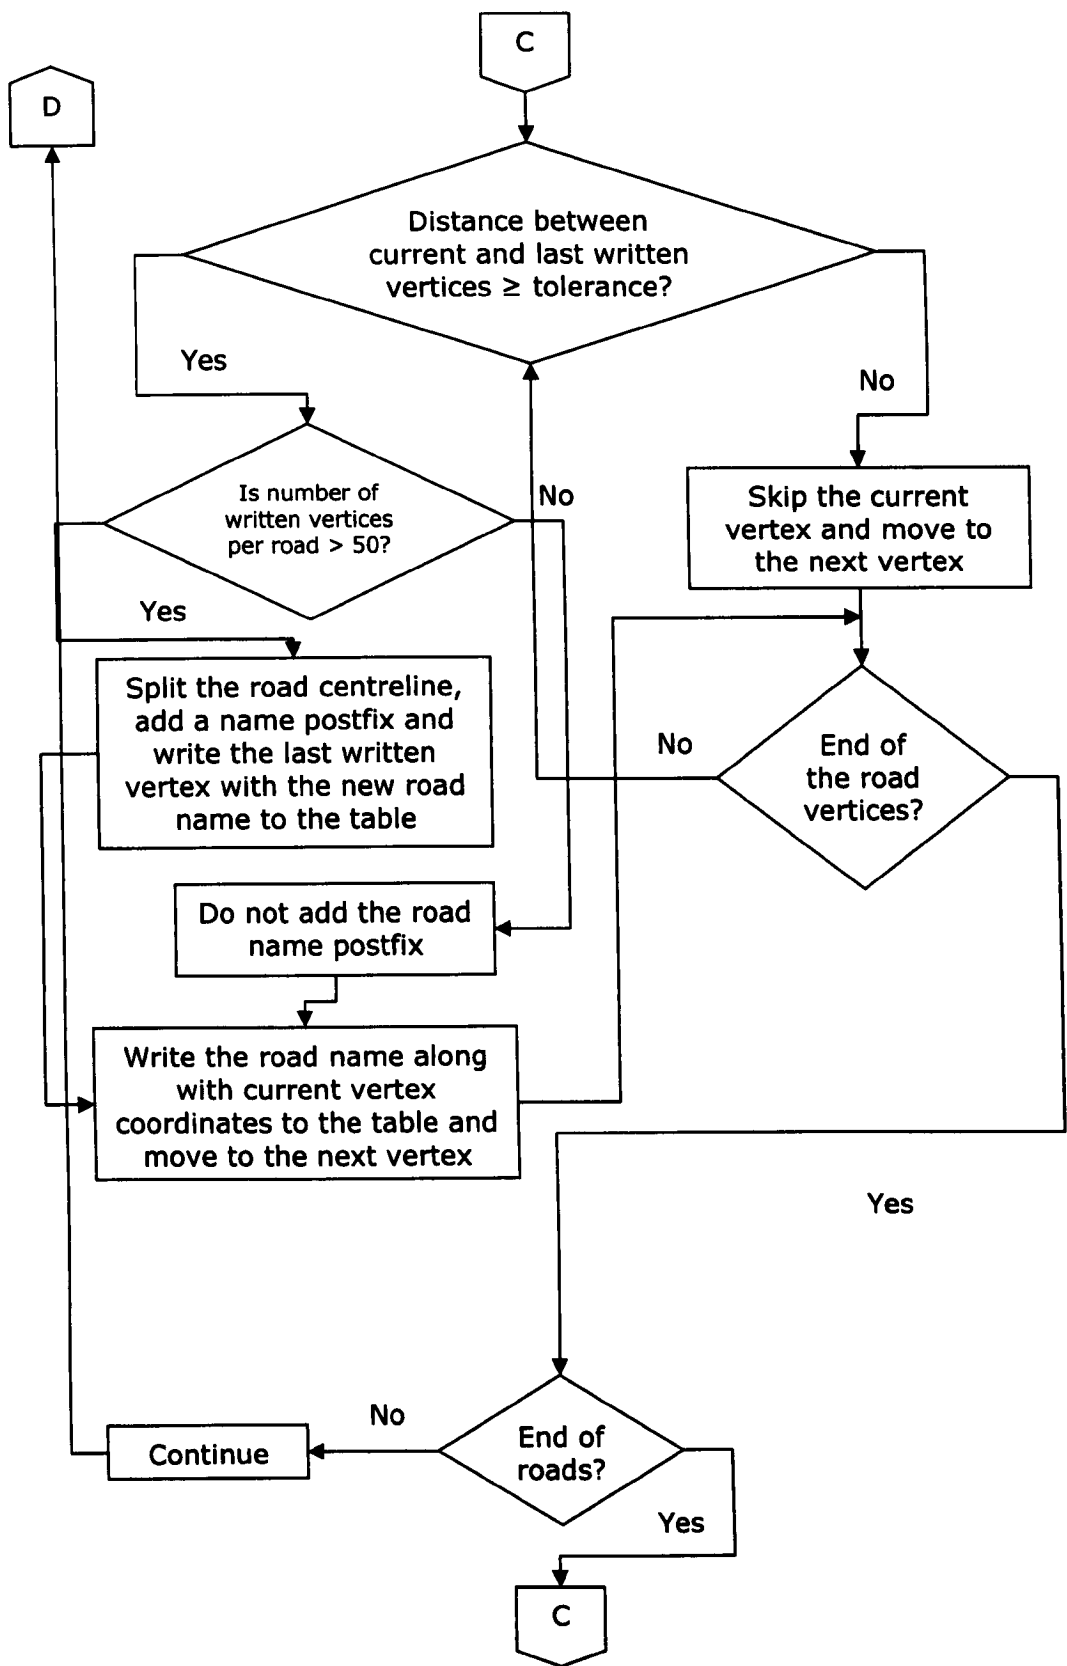 C
D
Distance between
current and last written
vertices ≥ tolerance?
Yes
No
Is number of
written vertices
per road > 50?
No
Skip the current
vertex and move to
the next vertex
Yes
Split the road centreline,
add a name postfix and
write the last written
vertex with the new road
name to the table
No
End of
the road
vertices?
Do not add the road
name postfix
Write the road name along
with current vertex
coordinates to the table and
move to the next vertex
Yes
No
Continue
End of
roads?
Yes
C